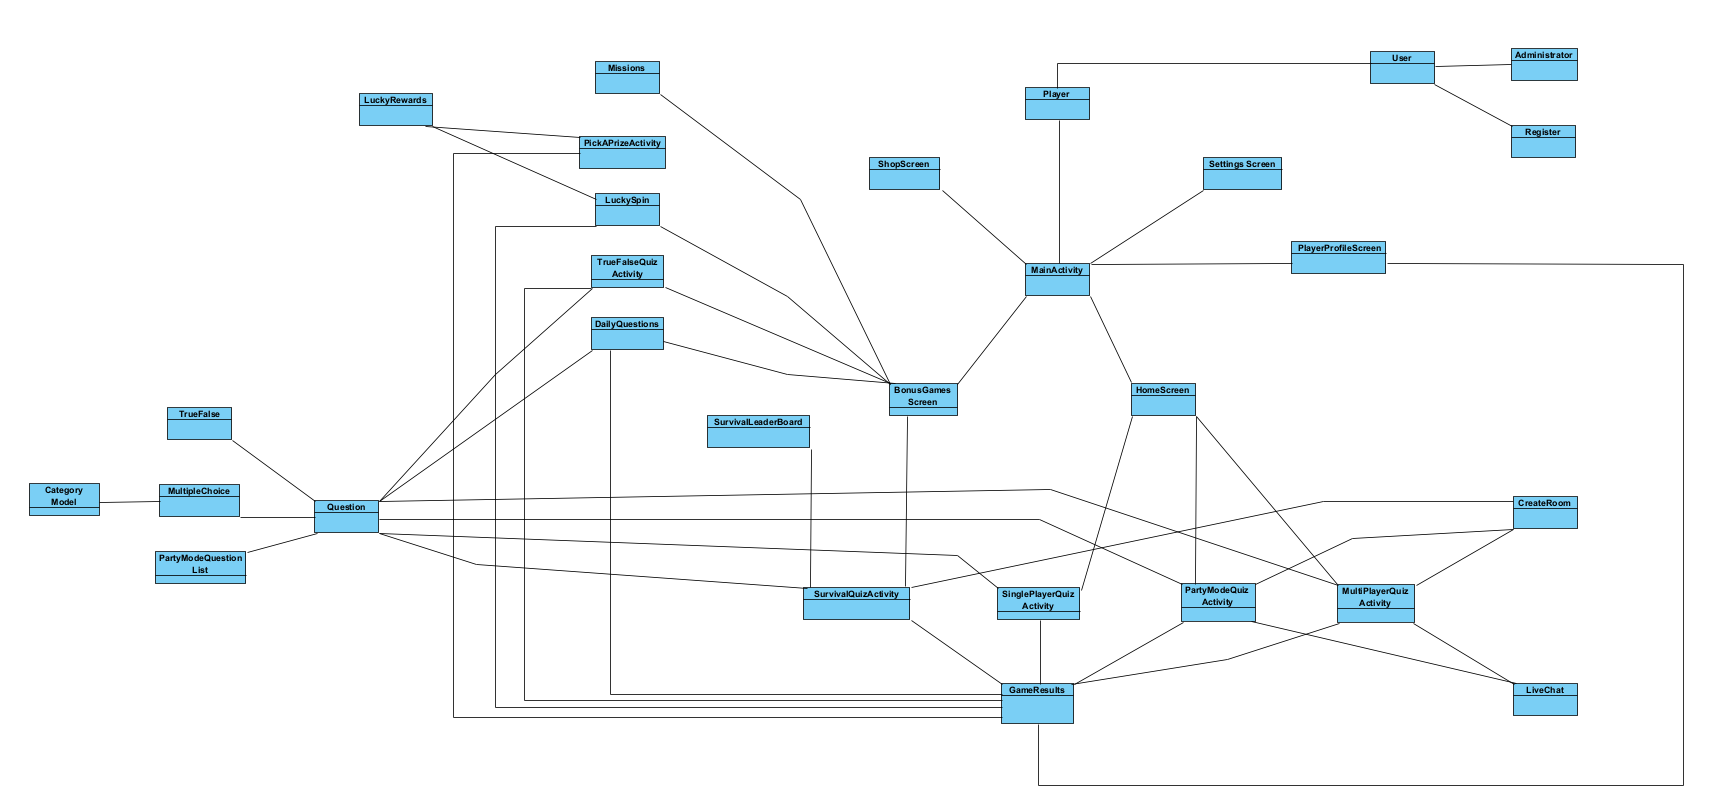 User
Administrator
Missions
Player
LuckyRewards
Register
PickAPrizeActivity
ShopScreen
Settings Screen
LuckySpin
PlayerProfileScreen
TrueFalseQuiz
Activity
MainActivity
DailyQuestions
BonusGames
Screen
HomeScreen
TrueFalse
SurvivalLeaderBoard
Category
Model
MultipleChoice
Question
CreateRoom
PartyModeQuestion
List
SurvivalQuizActivity
SinglePlayerQuiz
Activity
PartyModeQuiz
Activity
MultiPlayerQuiz
Activity
GameResults
LiveChat